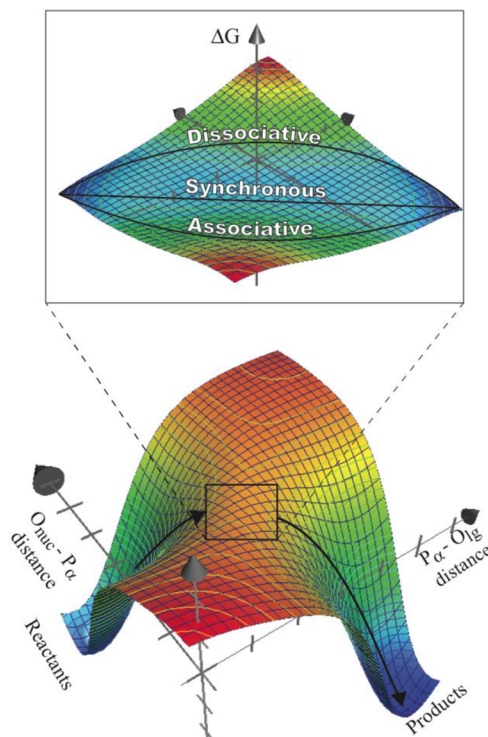 ΔG
Dissociative
Synchronous
Associative
Onuc - Pα
distance
Pα- Olg
distance
Reactants
Products